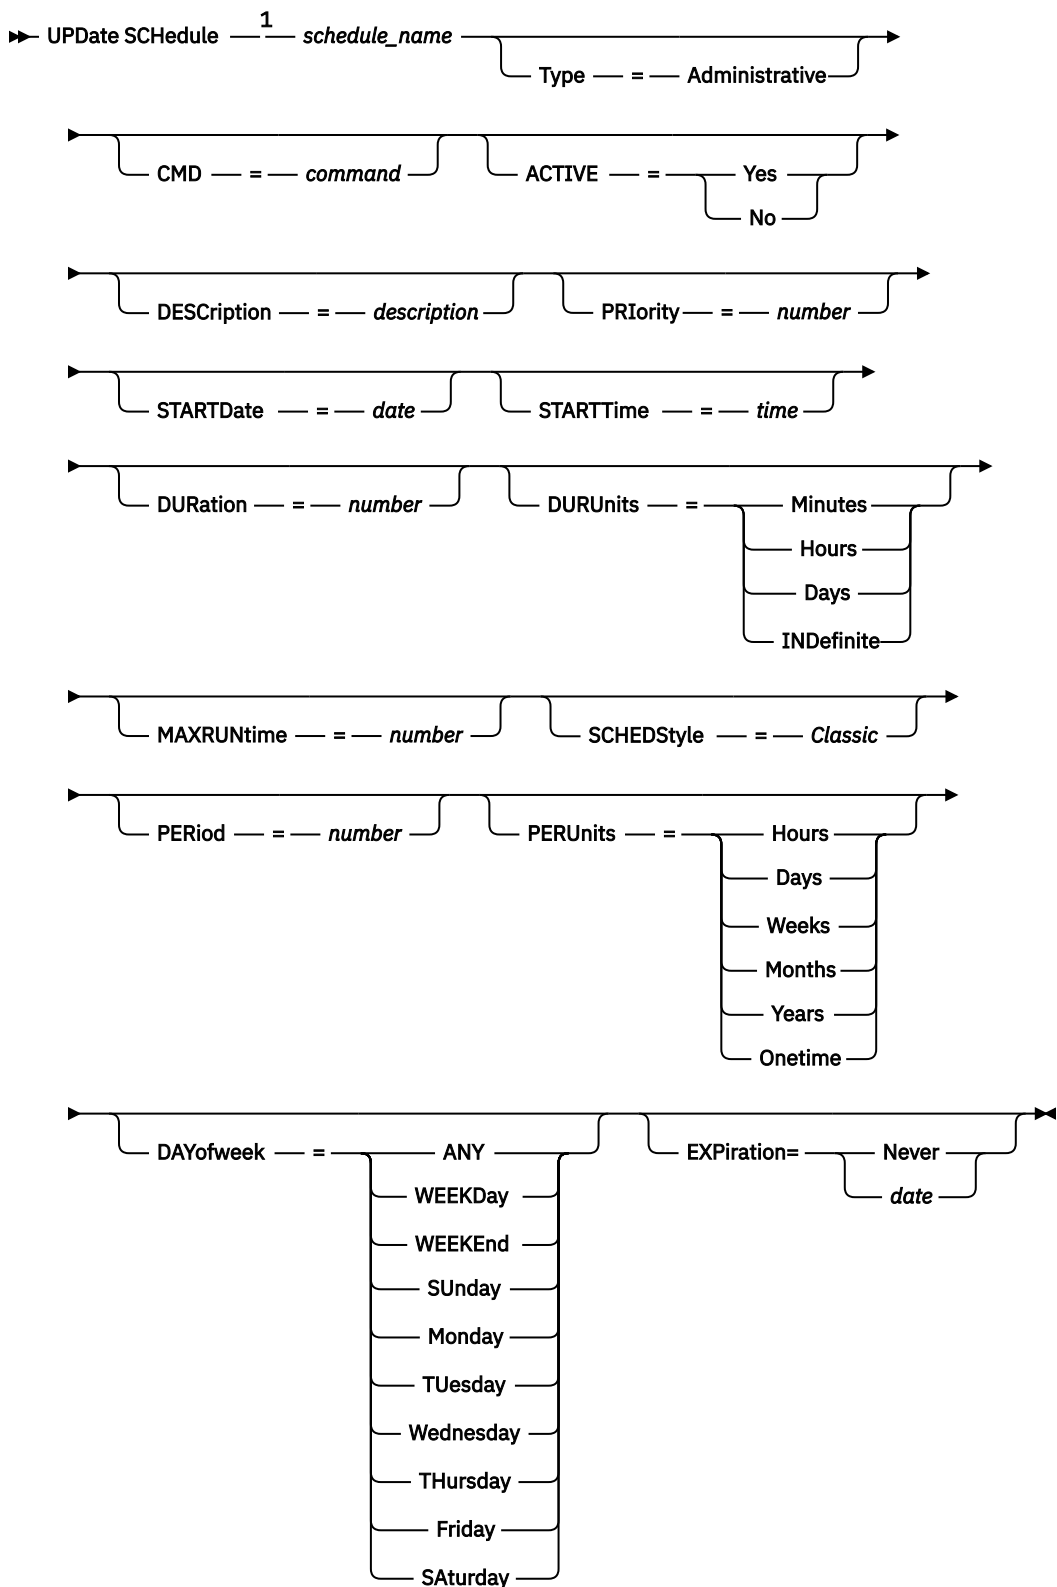 1
UPDate SCHedule schedule_name
Type = Administrative
CMD = command ACTIVE = Yes
No
DESCription = description PRIority = number
STARTDate = date STARTTime = time
DURation = number DURUnits = Minutes
Hours
Days
INDefinite
MAXRUNtime = number SCHEDStyle = Classic
PERiod = number PERUnits = Hours
Days
Weeks
Months
Years
Onetime
DAYofweek = ANY EXPiration= Never
WEEKDay date
WEEKEnd
SUnday
Monday
TUesday
Wednesday
THursday
Friday
SAturday